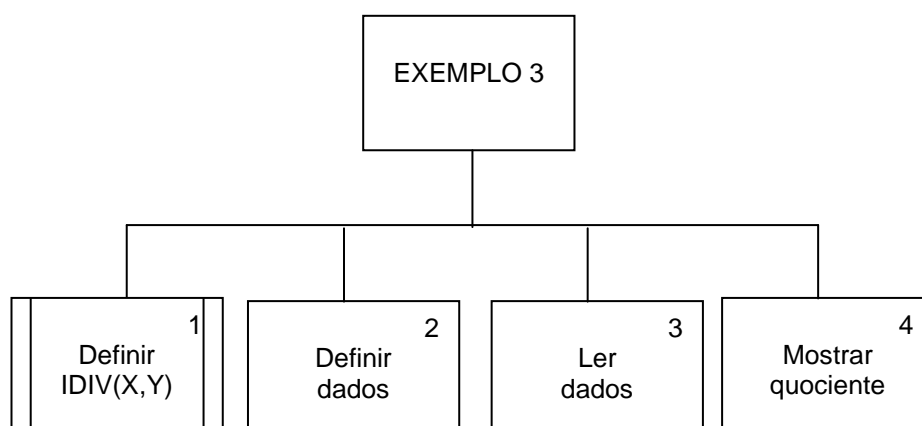 EXEMPLO 3
1
Definir
IDIV(X,Y)
2
Definir
dados
3
Ler
dados
4
Mostrar
quociente